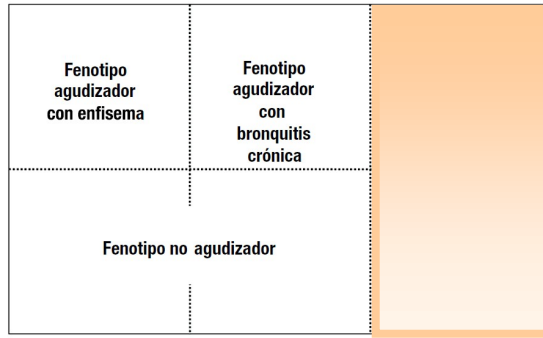 Fenotipo
agudizador
con enfisema
Fenotipo
agudizador
con
bronquitis
crónica
Fenotipo no agudizador